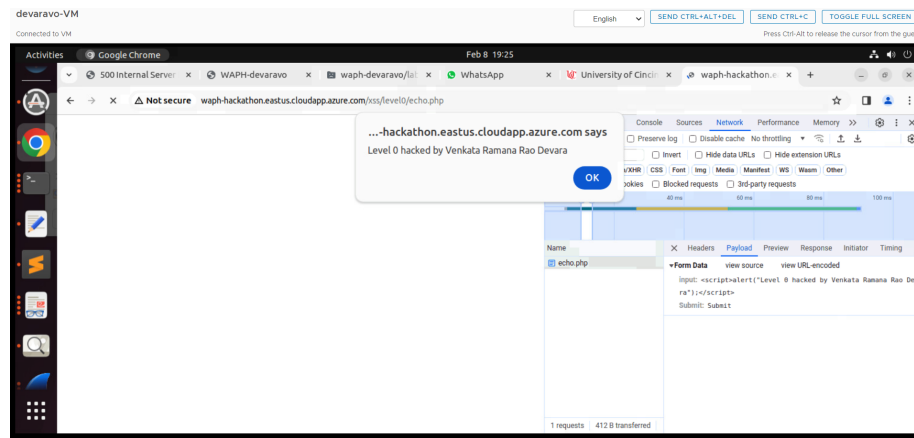 devaravo-VM
English
SEND CTRL+ALT+DEL
SEND CTRL+C
TOGGLE FULL SCREEN
Connected to VM
Press Ctrl-Alt to release the cursor from the gue
Activities
Google Chrome
Feb 8 19:25
500 Internal Server
WAPH-devaravo
waph-devaravo/lab
WhatsApp
University of Cincin
waph-hackathon.e
Not secure
waph-hackathon.eastus.cloudapp.azure.com/xss/level0/echo.php
...-hackathon.eastus.cloudapp.azure.com says
Level 0 hacked by Venkata Ramana Rao Devara
OK
Console Sources Network Performance Memory
Preserve log Disable cache No throttling
Invert Hide data URLs Hide extension URLs
/XHR CSS Font Img Media Manifest WS Wasm Other
ookies Blocked requests 3rd-party requests
40 ms 60 ms 80 ms 100 ms
Name
Headers Payload Preview Response Initiator Timing
echo.php
Form Data view source view URL-encoded
input: <script>alert("Level 0 hacked by Venkata Ramana Rao De
ra");</script>
Submit: Submit
1 requests 412 B transferred